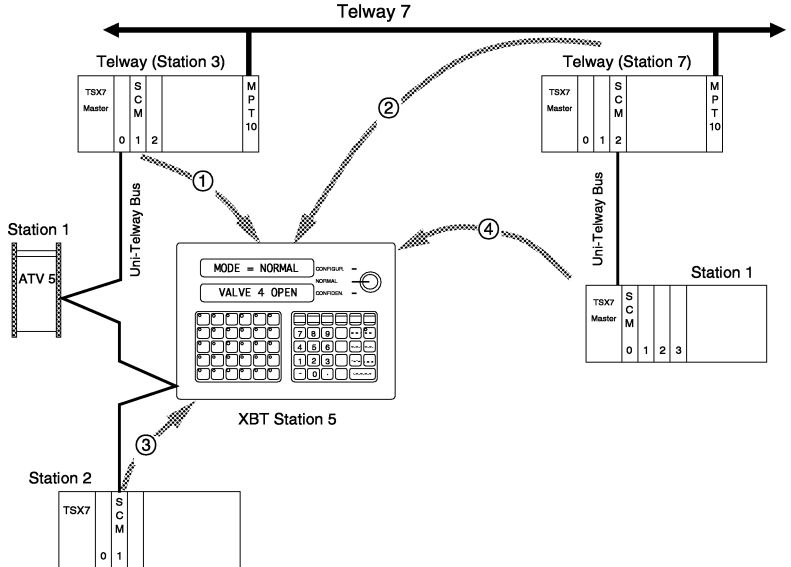 Telway 7
Telway (Station 3)
TSX7
Master
0
S
C
M
1
2
M
P
T
10
Telway (Station 7)
TSX7
Master
0
1
S
C
M
2
M
P
T
10
2
1
Uni-Telway Bus
Uni-Telway Bus
Station 1
ATV 5
4
Station 1
TSX7
Master
S
C
M
0
1
2
3
MODE = NORMAL
VALVE 4 OPEN
CONFIGUR.
NORMAL
CONFIDEN.
7 8 9
4 5 6
1 2 3
- 0 .
XBT Station 5
3
Station 2
TSX7
0
S
C
M
1